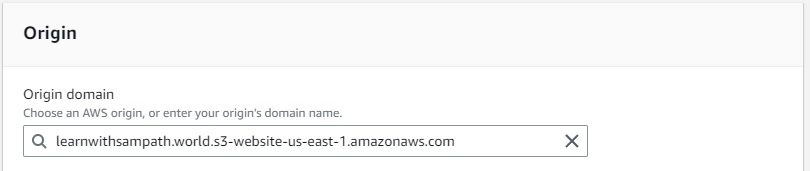 Origin
Origin domain
Choose an AWS origin, or enter your origin's domain name.
learnwithsampath.world.s3-website-us-east-1.amazonaws.com